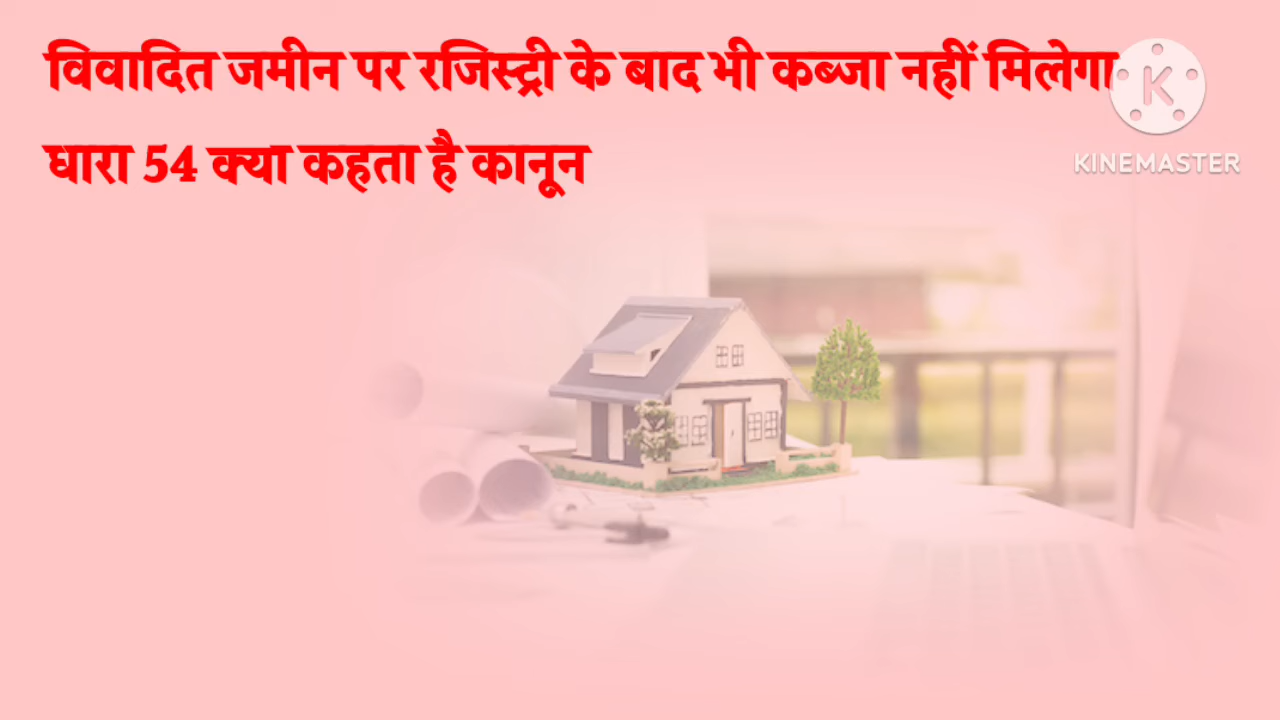 विवादित जमीन पर रजिस्ट्री के बाद भी कब्जा नहीं मिलेगा
धारा 54 क्या कहता है कानून
K
KINEMASTER